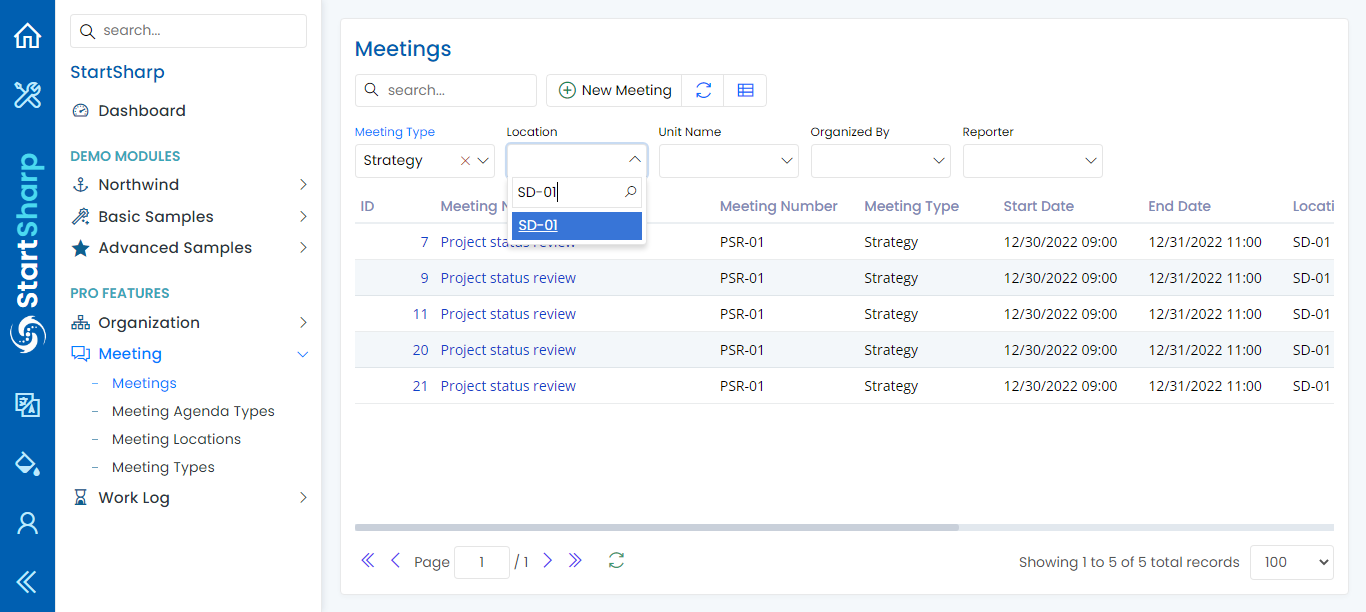 search...
StartSharp
Dashboard
DEMO MODULES
Northwind
Basic Samples
Advanced Samples
PRO FEATURES
Organization
Meeting
Meetings
Meeting Agenda Types
Meeting Locations
Meeting Types
Work Log
StartSharp
Meetings
search...
New Meeting
Meeting Type
Location
Unit Name
Organized By
Reporter
Strategy
SD-01
SD-01
ID Meeting N Meeting Number Meeting Type Start Date End Date Locati
7 Project status review PSR-01 Strategy 12/30/2022 09:00 12/31/2022 11:00 SD-01
9 Project status review PSR-01 Strategy 12/30/2022 09:00 12/31/2022 11:00 SD-01
11 Project status review PSR-01 Strategy 12/30/2022 09:00 12/31/2022 11:00 SD-01
20 Project status review PSR-01 Strategy 12/30/2022 09:00 12/31/2022 11:00 SD-01
21 Project status review PSR-01 Strategy 12/30/2022 09:00 12/31/2022 11:00 SD-01
Page 1 / 1
Showing 1 to 5 of 5 total records 100